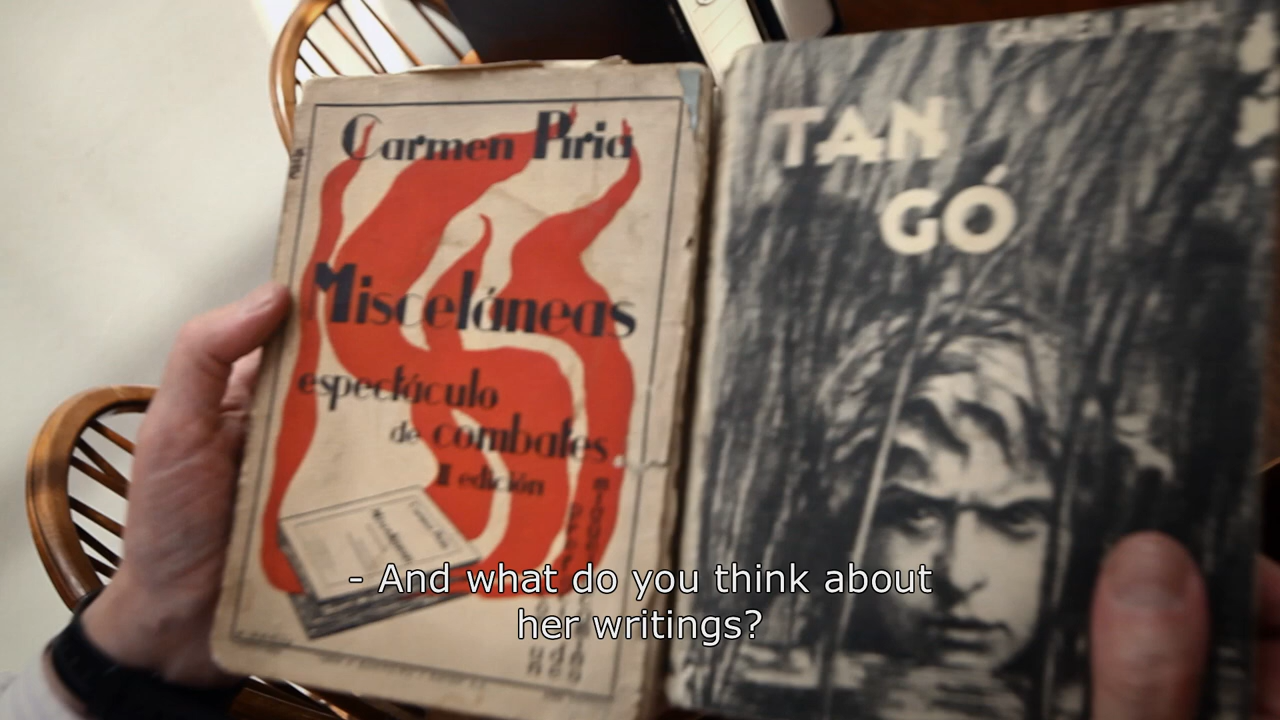 Carmen Piria
Misceláneas
espectáculo
de combates
II edición
TAN
GÓ
- And what do you think about
her writings?